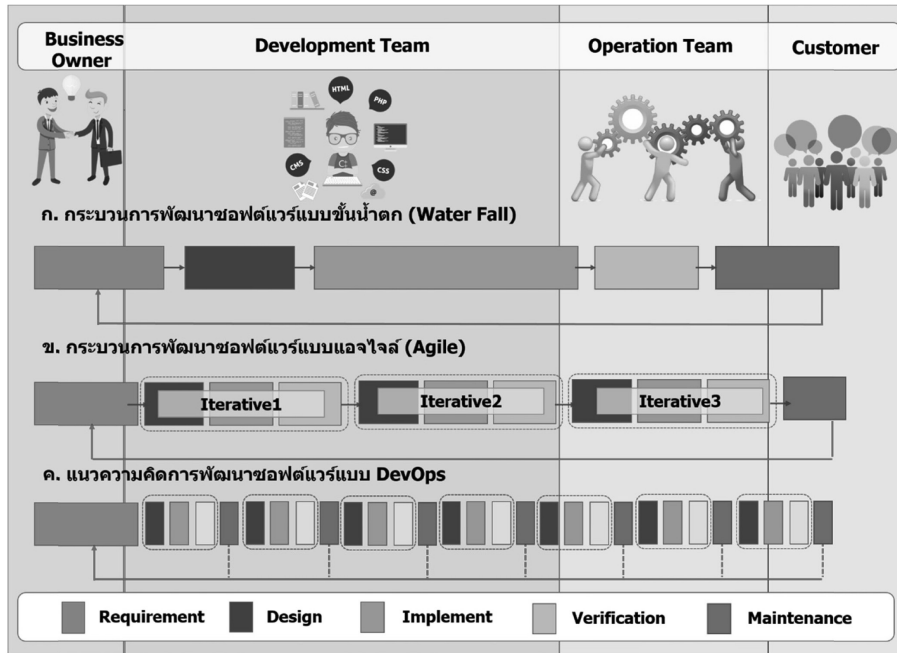 Business Owner
Development Team
Operation Team
Customer
HTML
PHP
CMS
C+
CSS
ก. กระบวนการพัฒนาซอฟต์แวร์แบบขั้นน้ำตก (Water Fall)
ข. กระบวนการพัฒนาซอฟต์แวร์แบบแอจไจล์ (Agile)
Iterative1
Iterative2
Iterative3
ค. แนวความคิดการพัฒนาซอฟต์แวร์แบบ DevOps
Requirement
Design
Implement
Verification
Maintenance